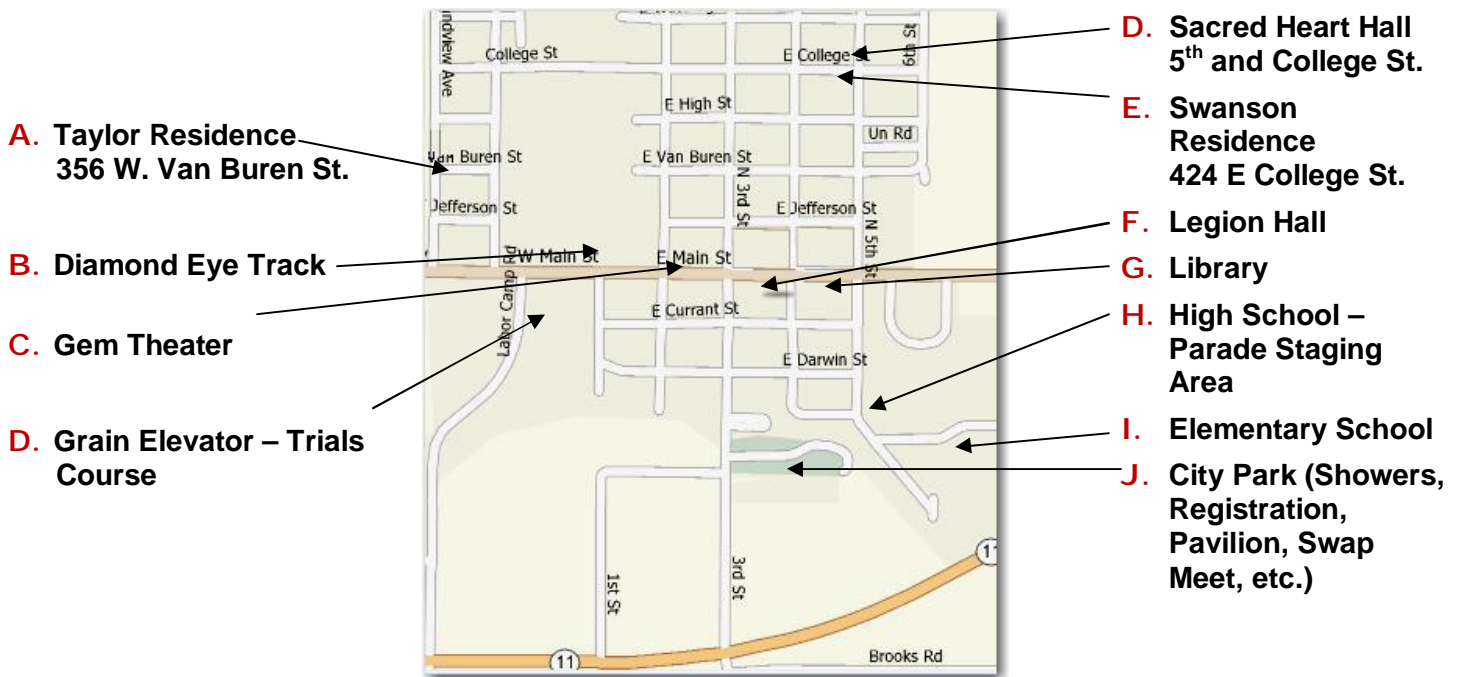 A. Taylor Residence
356 W. Van Buren St.
B. Diamond Eye Track
C. Gem Theater
D. Grain Elevator – Trials
Course
College St
E College St
6th St
E High St
Un Rd
Van Buren St
E Van Buren St
N 3rd St
Jefferson St
E Jefferson St
N 5th St
W Main St
E Main St
Labor Camp Rd
E Currant St
E Darwin St
1st St
3rd St
11
11
Brooks Rd
D. Sacred Heart Hall
5th and College St.
E. Swanson
Residence
424 E College St.
F. Legion Hall
G. Library
H. High School –
Parade Staging
Area
I. Elementary School
J. City Park (Showers,
Registration,
Pavilion, Swap
Meet, etc.)